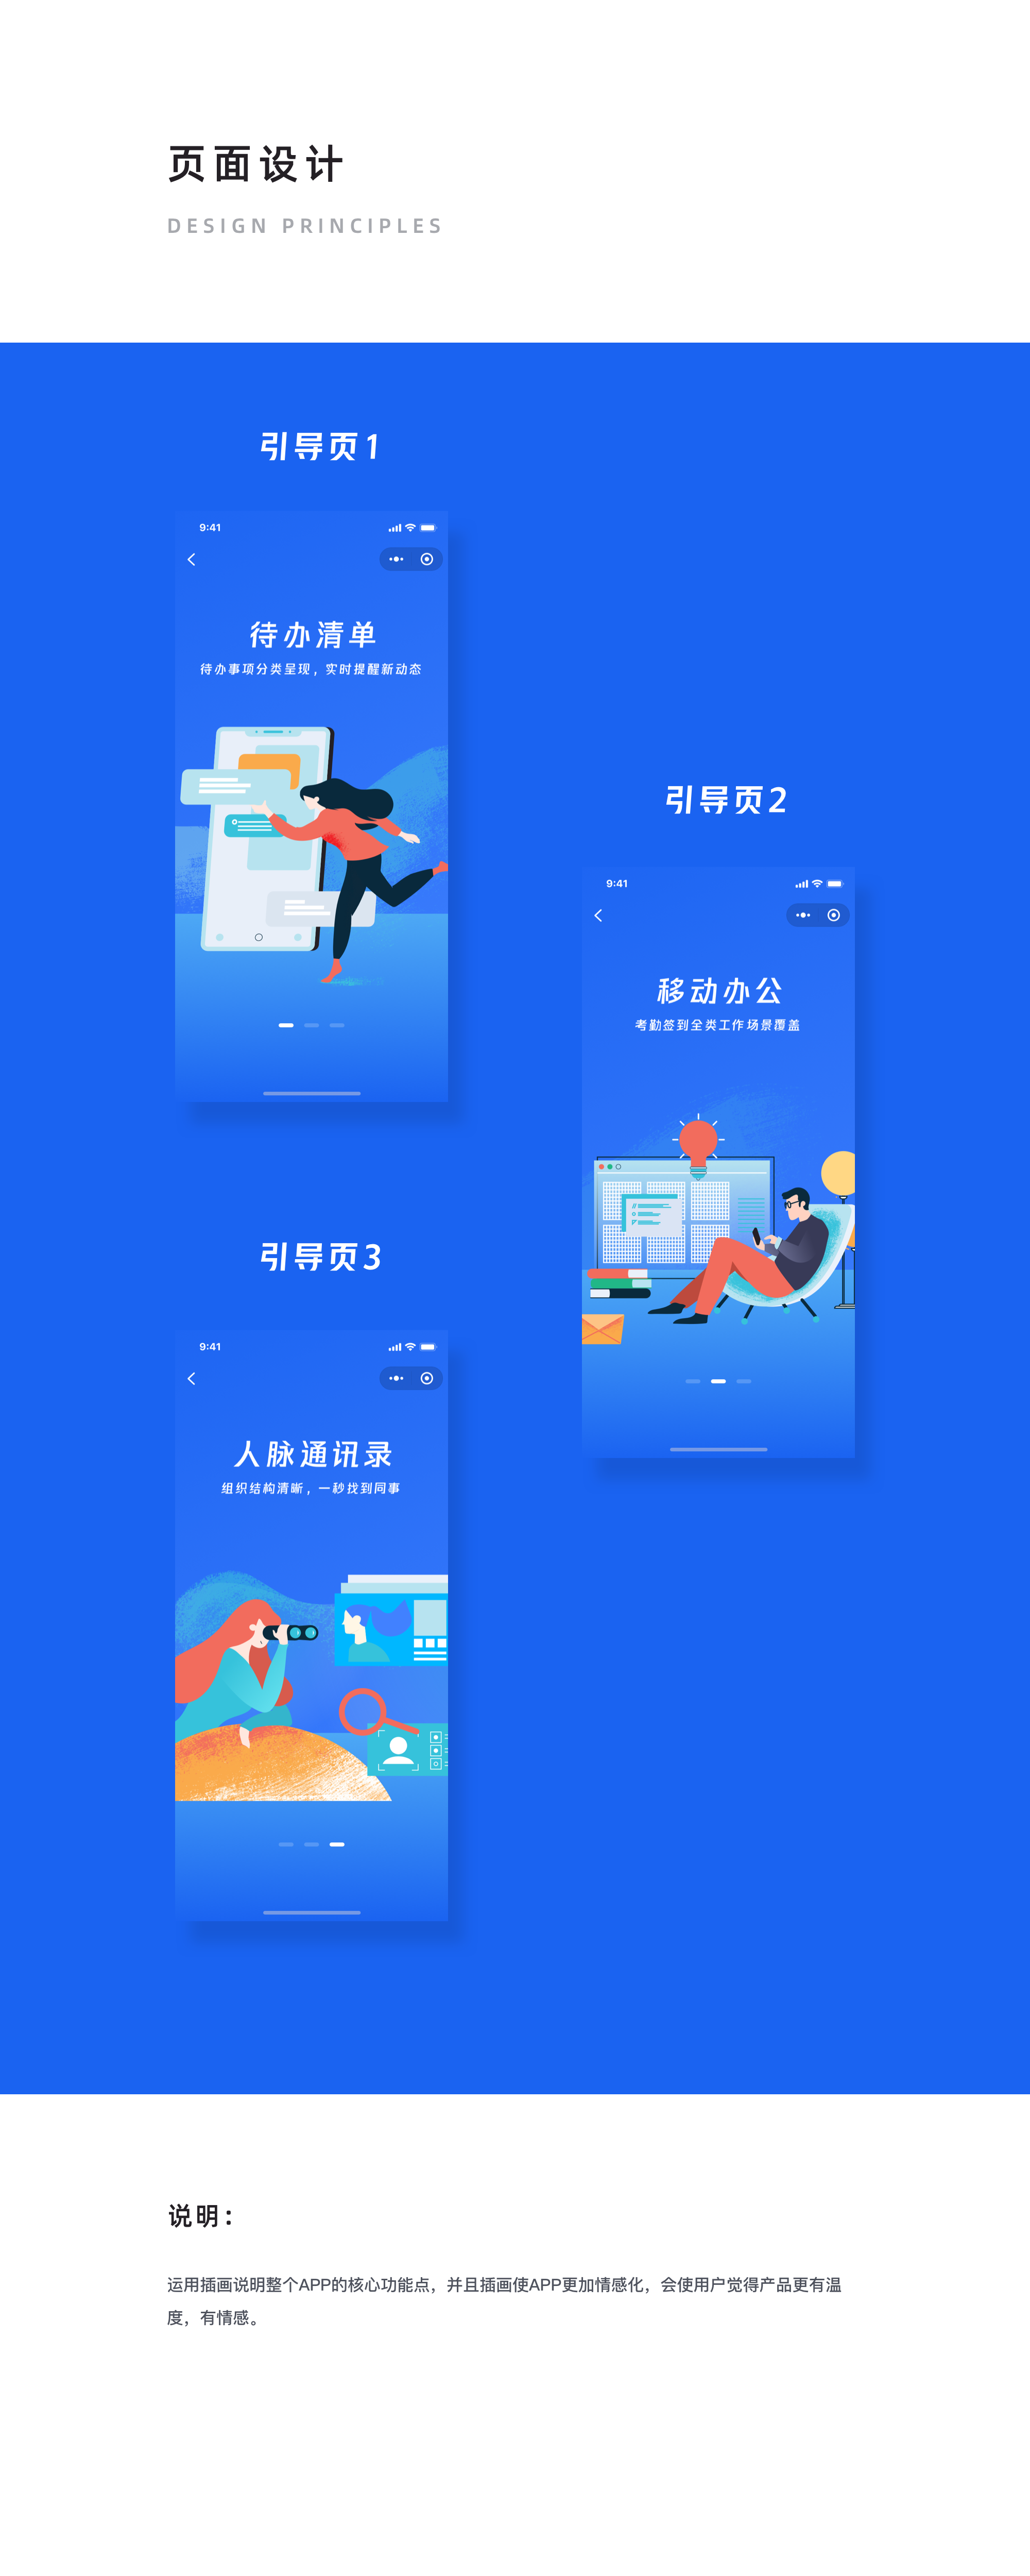 页面设计
DESIGN PRINCIPLES
引导页1
9:41
待办清单
待办事项分类呈现，实时提醒新动态
引导页2
9:41
移动办公
考勤签到全类工作场景覆盖
引导页3
9:41
人脉通讯录
组织结构清晰，一秒找到同事
说明：
运用插画说明整个APP的核心功能点，并且插画使APP更加情感化，会使用户觉得产品更有温
度，有情感。